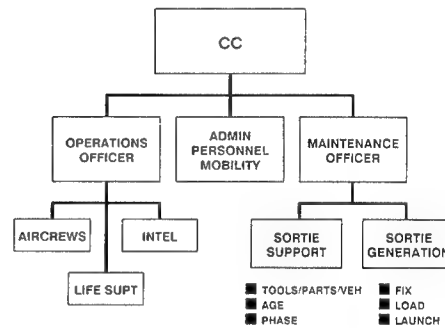 CC
OPERATIONS
OFFICER
ADMIN
PERSONNEL
MOBILITY
MAINTENANCE
OFFICER
AIRCREWS
INTEL
LIFE SUPT
SORTIE
SUPPORT
SORTIE
GENERATION
TOOLS/PARTS/VEH
AGE
PHASE
FIX
LOAD
LAUNCH